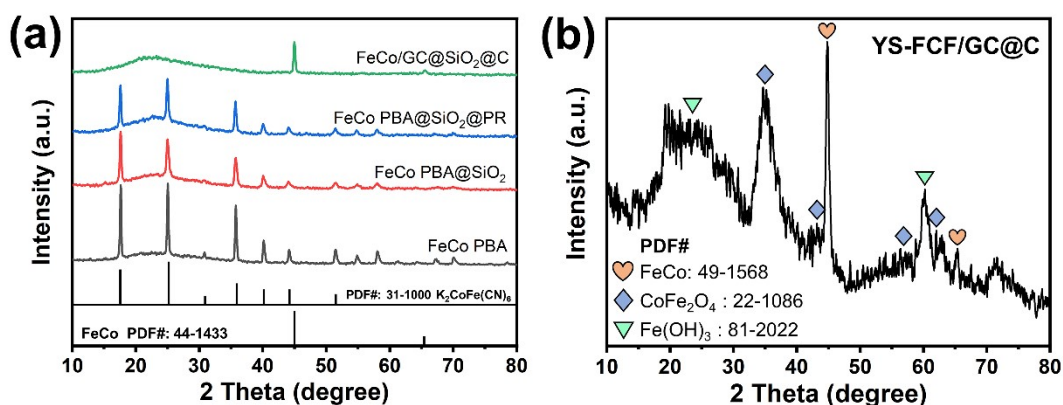 (a)
Intensity (a.u.)
FeCo/GC@SiO₂@C
FeCo PBA@SiO₂@PR
FeCo PBA@SiO₂
FeCo PBA
PDF#: 31-1000 K₂CoFe(CN)₆
FeCo PDF#: 44-1433
10 20 30 40 50 60 70 80
2 Theta (degree)
(b)
YS-FCF/GC@C
Intensity (a.u.)
PDF#
FeCo: 49-1568
CoFe₂O₄ : 22-1086
Fe(OH)₃ : 81-2022
10 20 30 40 50 60 70 80
2 Theta (degree)